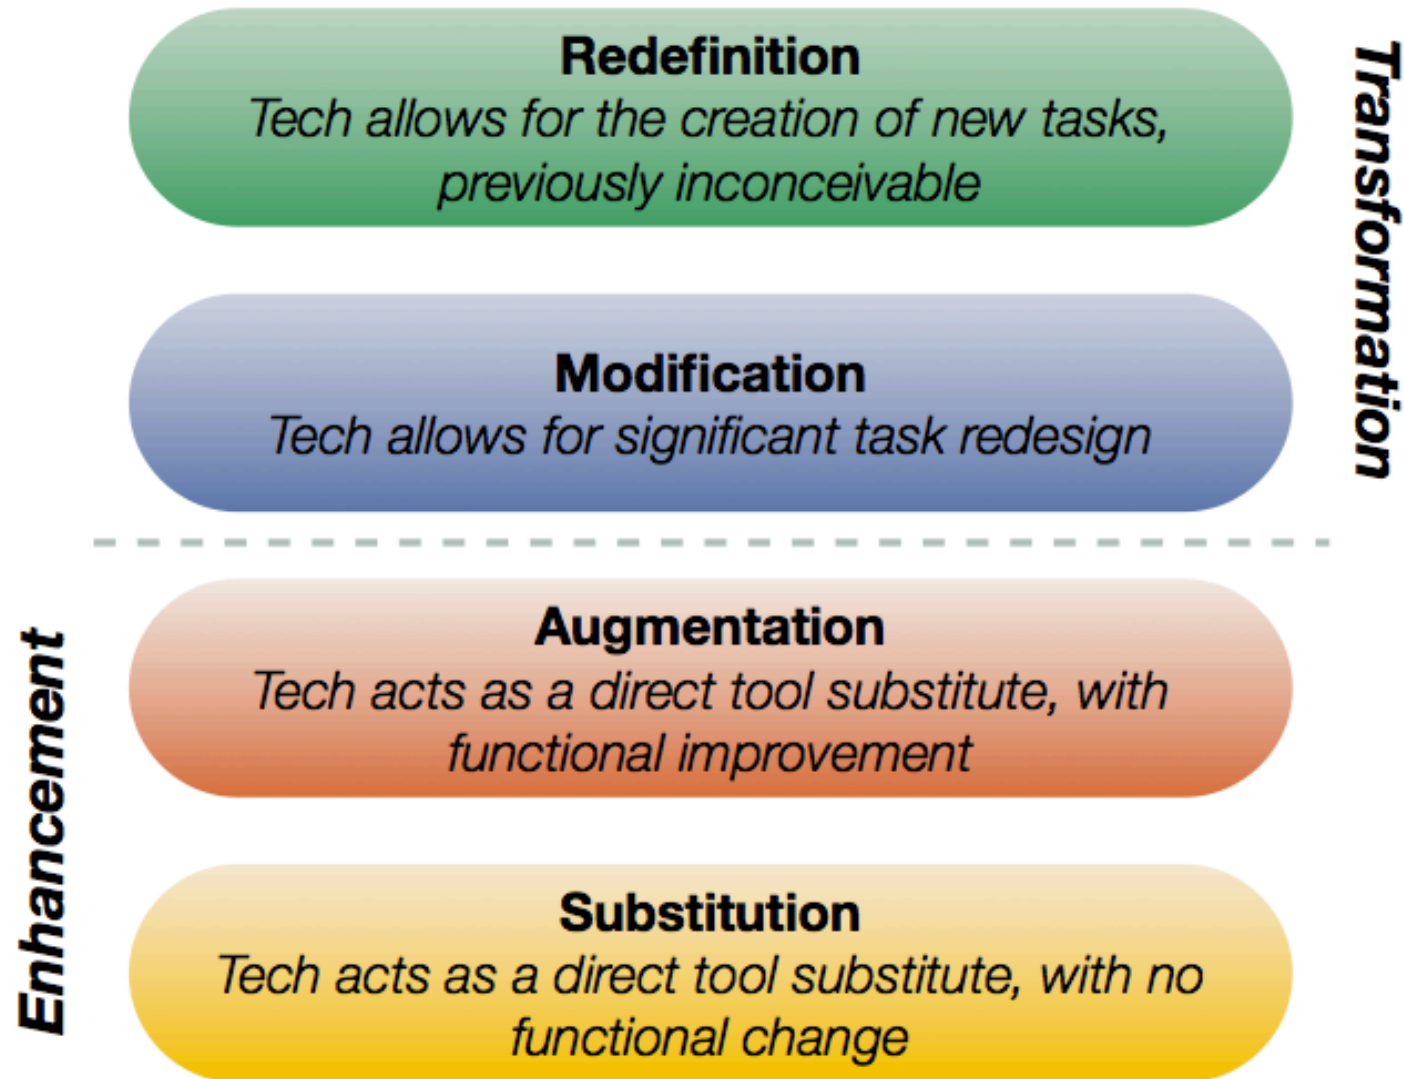 Redefinition
Tech allows for the creation of new tasks,
previously inconceivable
Transformation
Modification
Tech allows for significant task redesign
Enhancement
Augmentation
Tech acts as a direct tool substitute, with
functional improvement
Substitution
Tech acts as a direct tool substitute, with no
functional change